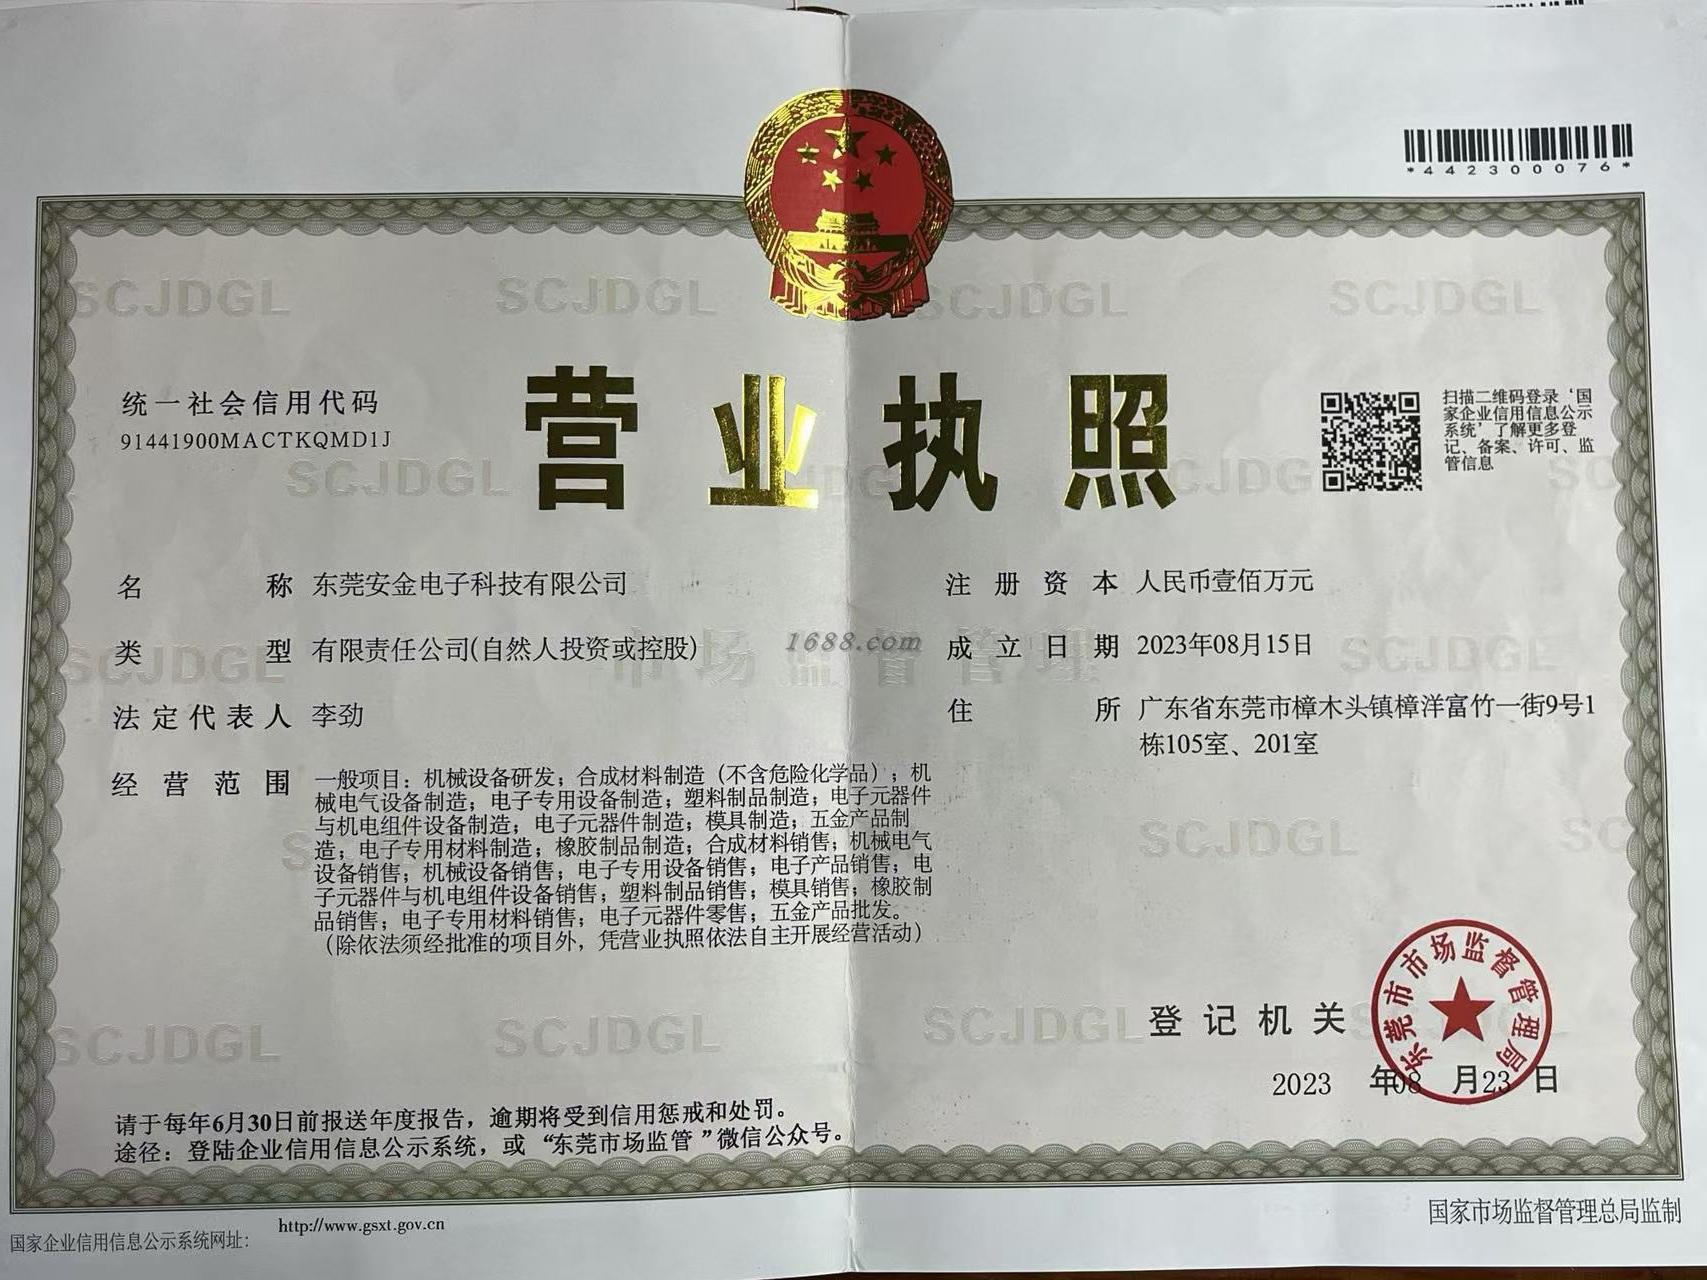 *442300076*
SCJDGL SCJDGL SCJDGL SCJDGL
统一社会信用代码
91441900MACTKQMD1J
营业执照
扫描二维码登录‘国
家企业信用信息公示
系统’了解更多登
记、备案、许可、监
管信息
SCJDGL
名称 东莞安金电子科技有限公司
注册资本 人民币壹佰万元
类型 有限责任公司(自然人投资或控股)
1688.com
市场监督管理
成立日期 2023年08月15日
SCJDGL SCJDGL
法定代表人 李劲
住所 广东省东莞市樟木头镇樟洋富竹一街9号1
栋105室、201室
经营范围 一般项目：机械设备研发；合成材料制造（不含危险化学品）；机
械电气设备制造；电子专用设备制造；塑料制品制造；电子元器件
与机电组件设备制造；电子元器件制造；模具制造；五金产品制
造；电子专用材料制造；橡胶制品制造；合成材料销售；机械电气
设备销售；机械设备销售；电子专用设备销售；电子产品销售；电
子元器件与机电组件设备销售；塑料制品销售；模具销售；橡胶制
品销售；电子专用材料销售；电子元器件零售；五金产品批发。
（除依法须经批准的项目外，凭营业执照依法自主开展经营活动）
SCJDGL
SCJDGL SCJDGL SCJDGL
登记机关
东莞市市场监督管理局
2023 年08 月23 日
请于每年6月30日前报送年度报告，逾期将受到信用惩戒和处罚。
途径：登陆企业信用信息公示系统，或“东莞市场监管”微信公众号。
国家企业信用信息公示系统网址：
http://www.gsxt.gov.cn
国家市场监督管理总局监制